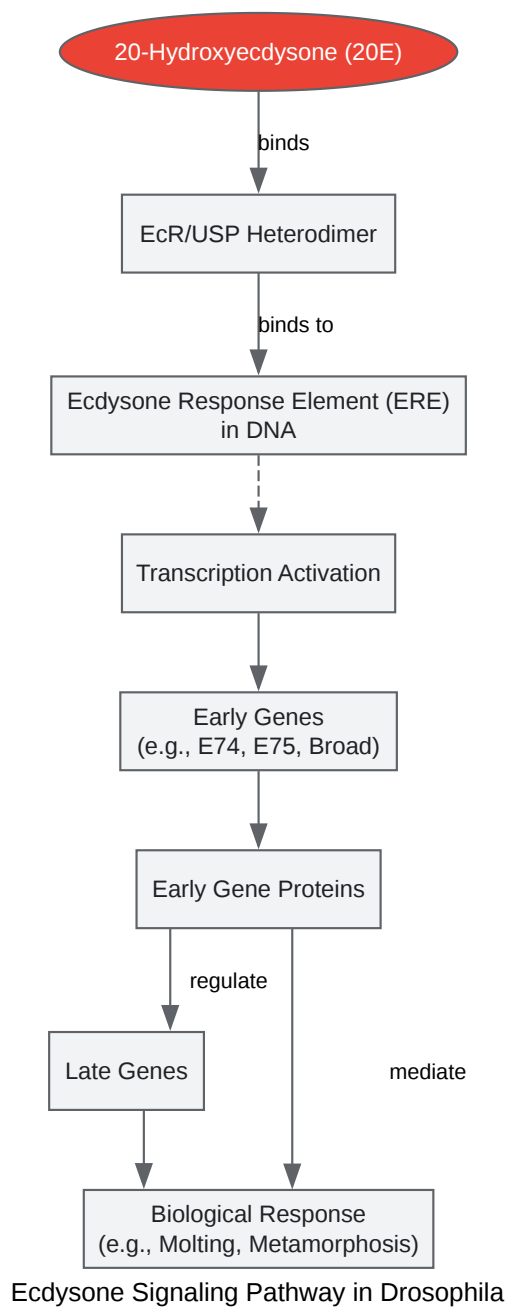 20-Hydroxyecdysone (20E)
binds
EcR/USP Heterodimer
binds to
Ecdysone Response Element (ERE)
in DNA
Transcription Activation
Early Genes
(e.g., E74, E75, Broad)
Early Gene Proteins
regulate
Late Genes
mediate
Biological Response
(e.g., Molting, Metamorphosis)
Ecdysone Signaling Pathway in Drosophila